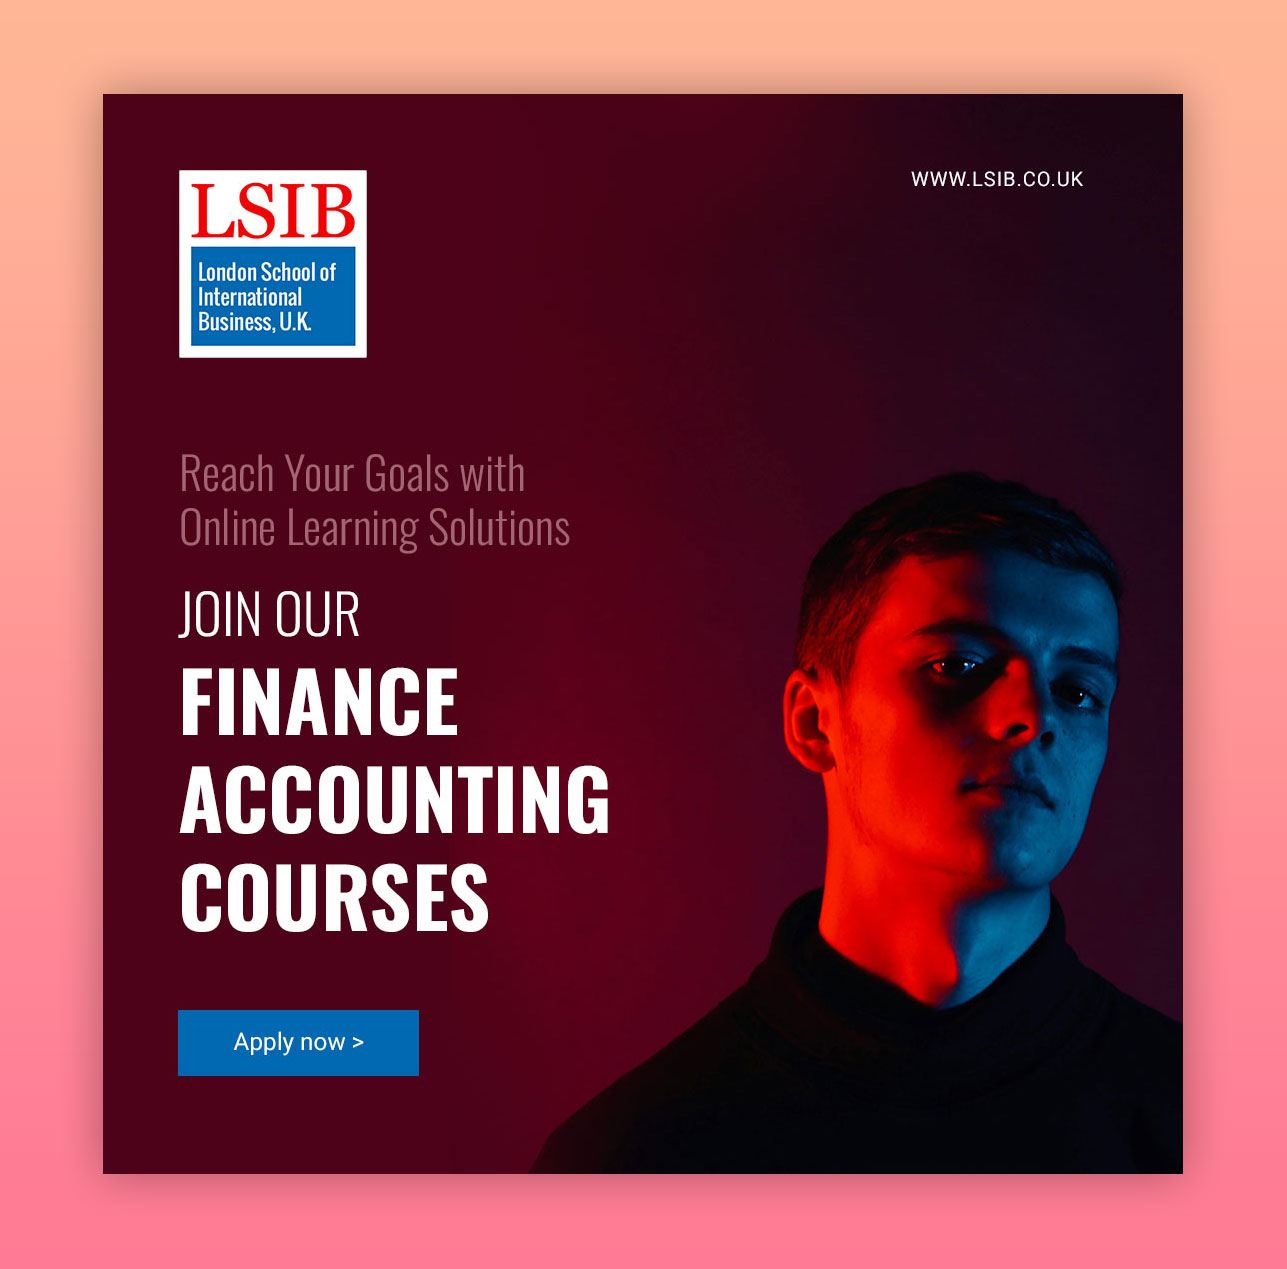 LSIB
London School of
International
Business, U.K.
WWW.LSIB.CO.UK
Reach Your Goals with
Online Learning Solutions
JOIN OUR
FINANCE
ACCOUNTING
COURSES
Apply now >